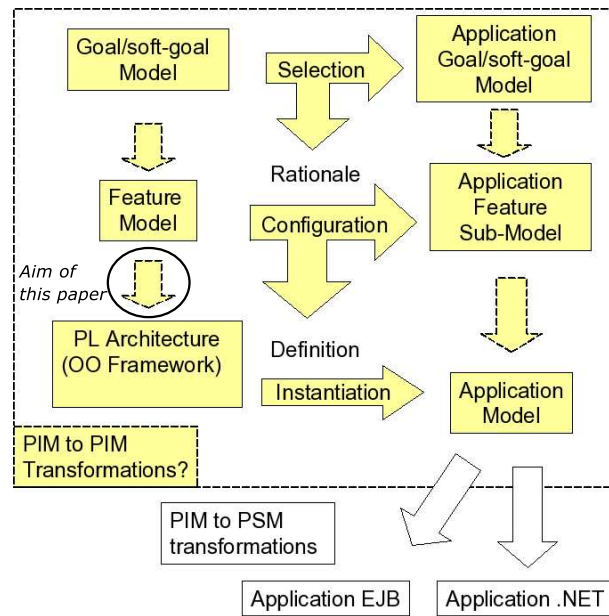 Goal/soft-goal
Model
Selection
Application
Goal/soft-goal
Model
Rationale
Feature
Model
Configuration
Application
Feature
Sub-Model
Aim of
this paper
PL Architecture
(OO Framework)
Definition
Instantiation
Application
Model
PIM to PIM
Transformations?
PIM to PSM
transformations
Application EJB
Application .NET